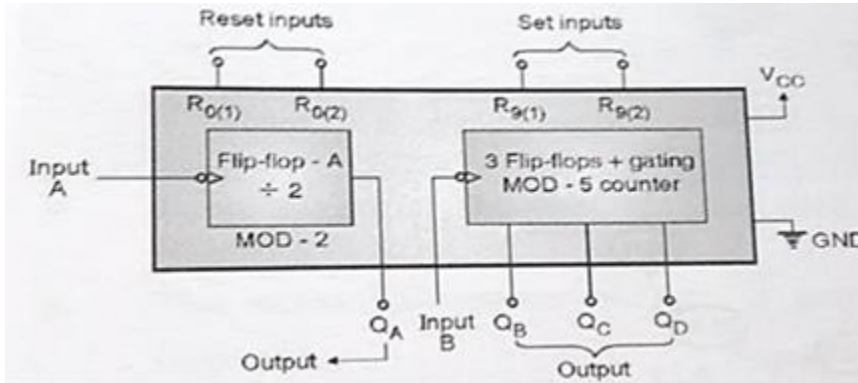 Reset inputs
Set inputs
R0(1)
R0(2)
R9(1)
R9(2)
VCC
Input
A
Flip-flop - A
÷ 2
MOD - 2
3 Flip-flops + gating
MOD - 5 counter
GND
QA
Input
B
QB
QC
QD
Output
Output